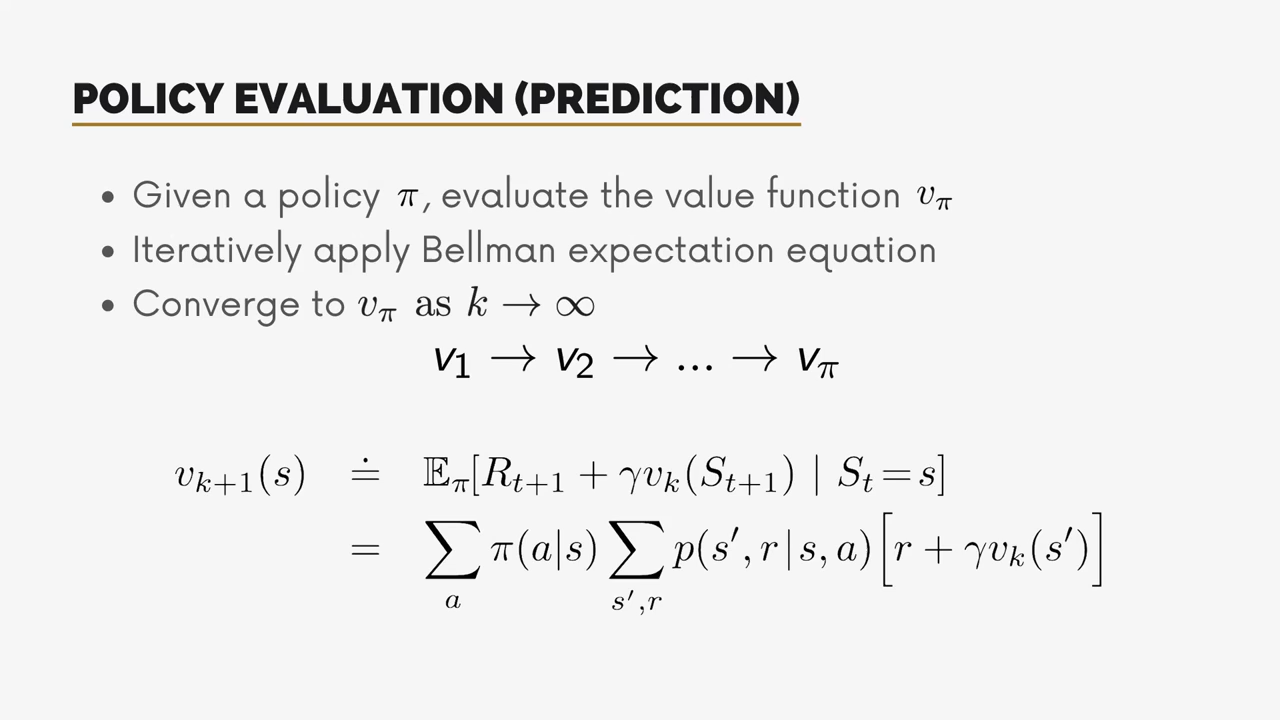 POLICY EVALUATION (PREDICTION)
• Given a policy π, evaluate the value function v_π
• Iteratively apply Bellman expectation equation
• Converge to v_π as k → ∞
v_1 → v_2 → ... → v_π
v_{k+1}(s) ≐ 𝔼_π[R_{t+1} + γv_k(S_{t+1}) | S_t = s]
= ∑_a π(a|s) ∑_{s′,r} p(s′, r | s, a) [r + γv_k(s′)]